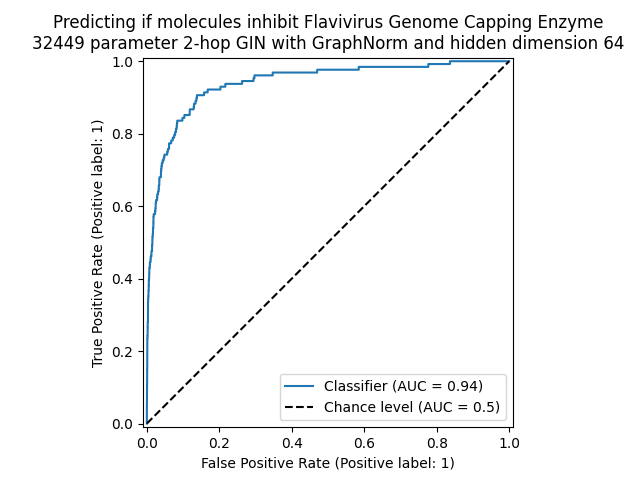 Predicting if molecules inhibit Flavivirus Genome Capping Enzyme
32449 parameter 2-hop GIN with GraphNorm and hidden dimension 64
1.0
0.8
0.6
0.4
0.2
0.0
True Positive Rate (Positive label: 1)
Classifier (AUC = 0.94)
Chance level (AUC = 0.5)
0.0 0.2 0.4 0.6 0.8 1.0
False Positive Rate (Positive label: 1)